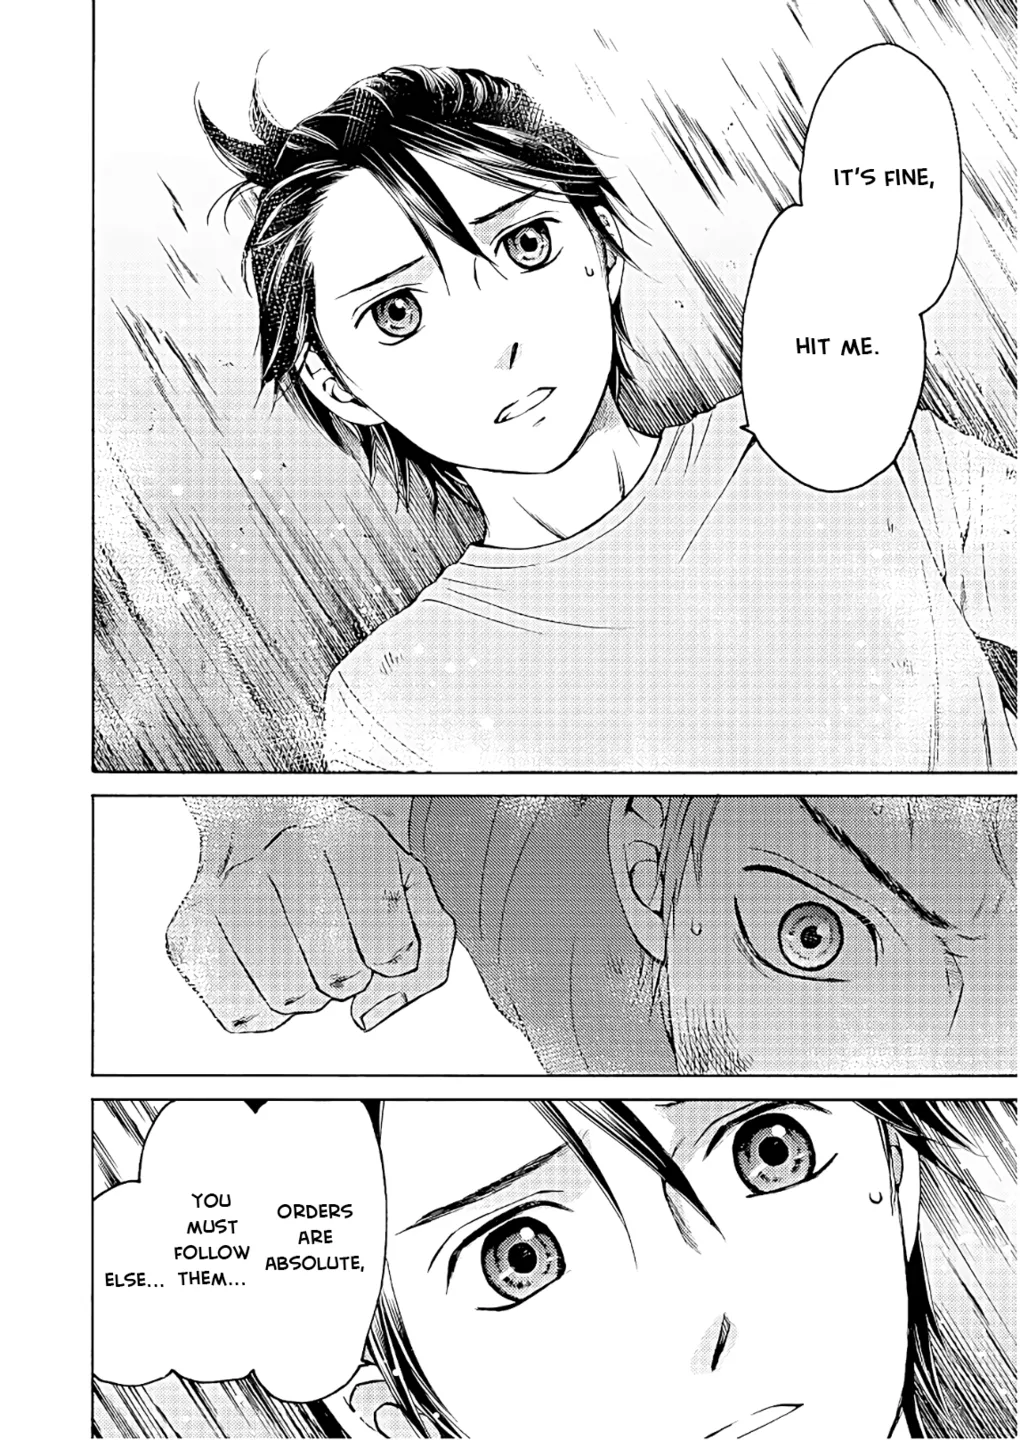 IT'S FINE,
HIT ME.
ORDERS
ARE
ABSOLUTE,
YOU
MUST
FOLLOW
THEM...
ELSE...